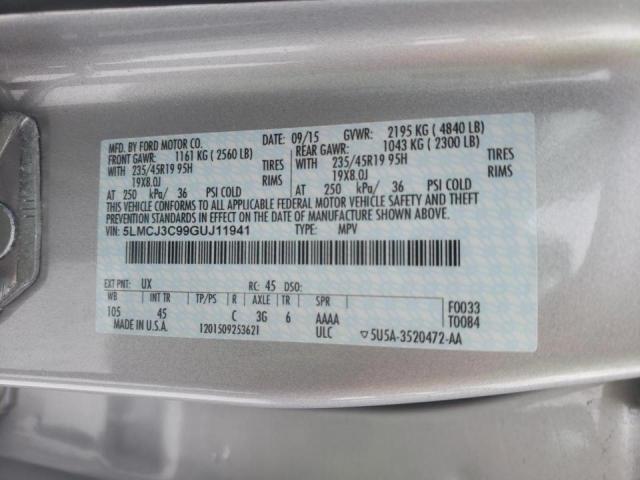 MFD. BY FORD MOTOR CO. DATE: 09/15 GVWR: 2195 KG ( 4840 LB)
FRONT GAWR: 1161 KG ( 2560 LB) REAR GAWR: 1043 KG ( 2300 LB)
WITH 235/45R19 95H TIRES WITH 235/45R19 95H TIRES
19X8.0J RIMS 19X8.0J RIMS
AT 250 kPa/ 36 PSI COLD AT 250 kPa/ 36 PSI COLD
THIS VEHICLE CONFORMS TO ALL APPLICABLE FEDERAL MOTOR VEHICLE SAFETY AND THEFT
PREVENTION STANDARDS IN EFFECT ON THE DATE OF MANUFACTURE SHOWN ABOVE.
VIN: 5LMCJ3C99GUJ11941 TYPE: MPV
EXT PNT: UX RC: 45 DSO:
WB INT TR TP/PS R AXLE TR SPR F0033
105 45 C 3G 6 AAAA T0084
MADE IN U.S.A. 1201509253621 ULC 5U5A-3520472-AA